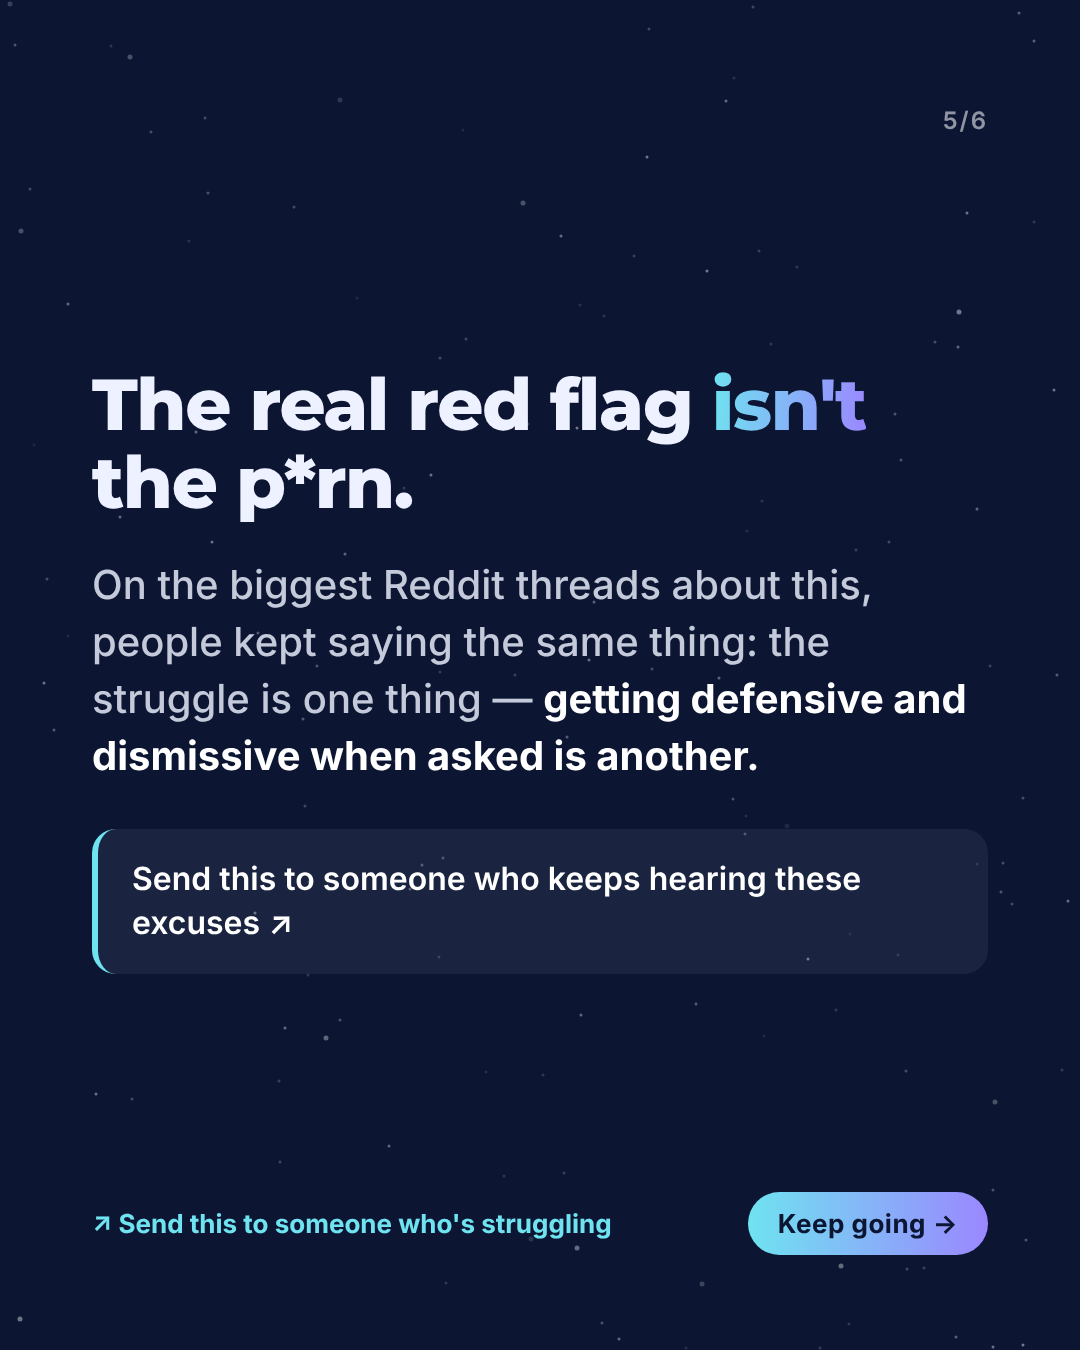 5/6
The real red flag isn't
the p*rn.
On the biggest Reddit threads about this,
people kept saying the same thing: the
struggle is one thing — getting defensive and
dismissive when asked is another.
Send this to someone who keeps hearing these
excuses ↗
↗ Send this to someone who's struggling
Keep going →